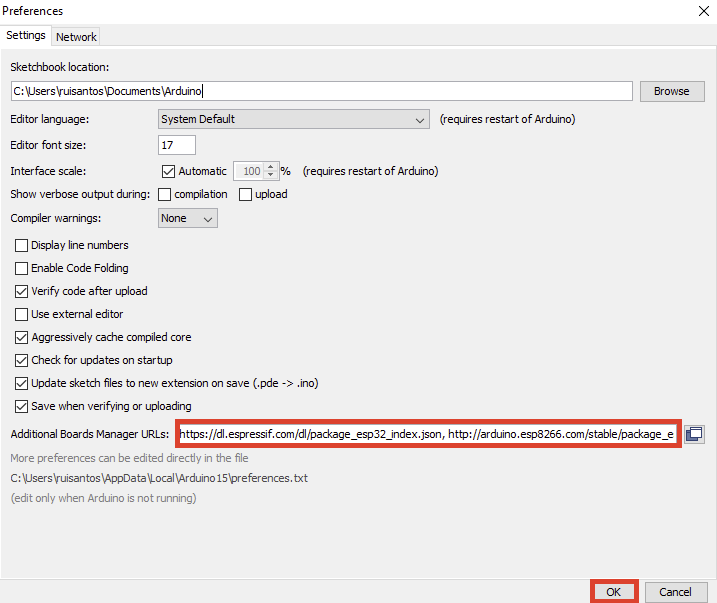 Preferences
Settings Network
Sketchbook location:
C:\Users\ruisantos\Documents\Arduino Browse
Editor language: System Default (requires restart of Arduino)
Editor font size: 17
Interface scale: Automatic 100 % (requires restart of Arduino)
Show verbose output during: compilation upload
Compiler warnings: None
Display line numbers
Enable Code Folding
Verify code after upload
Use external editor
Aggressively cache compiled core
Check for updates on startup
Update sketch files to new extension on save (.pde -> .ino)
Save when verifying or uploading
Additional Boards Manager URLs: https://dl.espressif.com/dl/package_esp32_index.json, http://arduino.esp8266.com/stable/package_e
More preferences can be edited directly in the file
C:\Users\ruisantos\AppData\Local\Arduino15\preferences.txt
(edit only when Arduino is not running)
OK Cancel